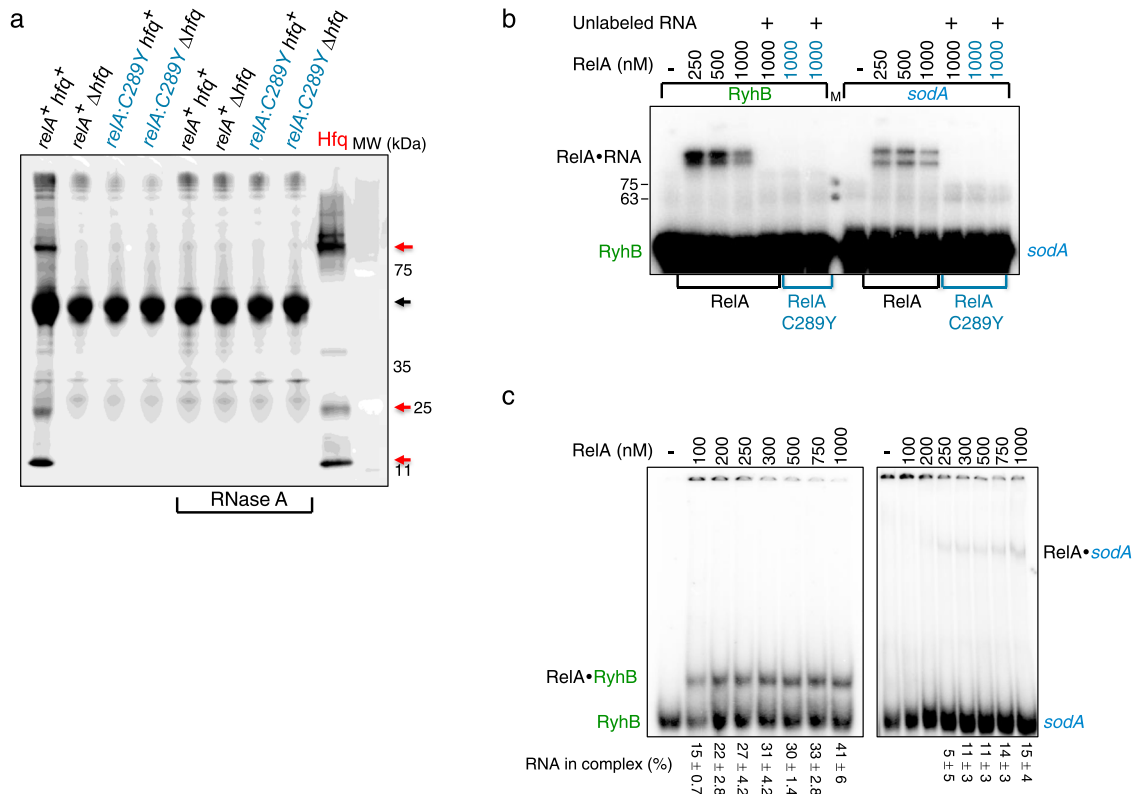 a
relA⁺ hfq⁺
relA⁺ Δhfq
relA:C289Y hfq⁺
relA:C289Y Δhfq
relA⁺ hfq⁺
relA⁺ Δhfq
relA:C289Y hfq⁺
relA:C289Y Δhfq
Hfq
MW (kDa)
75
35
25
11
RNase A
b
Unlabeled RNA + + + +
RelA (nM) - 250 500 1000 1000 1000 1000 - 250 500 1000 1000 1000 1000
RyhB M sodA
RelA•RNA
75
63
RyhB sodA
RelA RelA C289Y RelA RelA C289Y
c
RelA (nM) - 100 200 250 300 500 750 1000 - 100 200 250 300 500 750 1000
RelA•sodA
RelA•RyhB
RyhB sodA
RNA in complex (%) 15 ± 0.7 22 ± 2.8 27 ± 4.2 31 ± 4.2 30 ± 1.4 33 ± 2.8 41 ± 6 5 ± 5 11 ± 3 11 ± 3 14 ± 3 15 ± 4